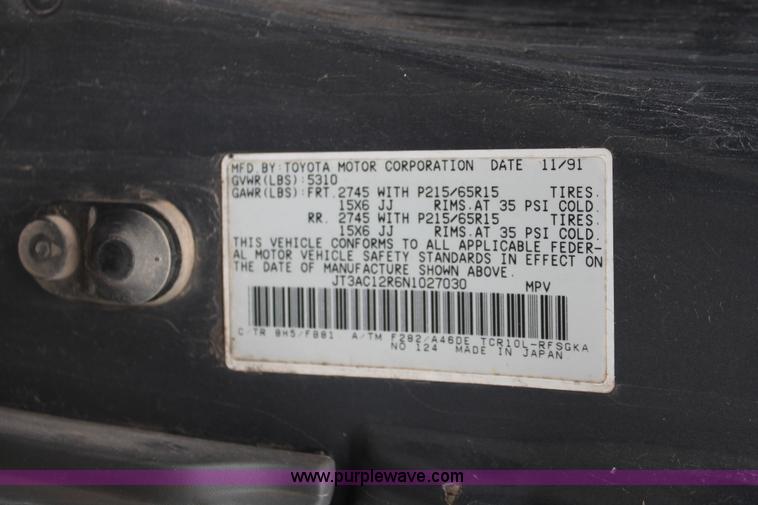 MFD BY: TOYOTA MOTOR CORPORATION DATE 11/91
GVWR(LBS):5310
GAWR(LBS):FRT. 2745 WITH P215/65R15 TIRES.
15X6 JJ RIMS.AT 35 PSI COLD.
RR. 2745 WITH P215/65R15 TIRES.
15X6 JJ RIMS.AT 35 PSI COLD.
THIS VEHICLE CONFORMS TO ALL APPLICABLE FEDER-
AL MOTOR VEHICLE SAFETY STANDARDS IN EFFECT ON
THE DATE OF MANUFACTURE SHOWN ABOVE.
JT3AC12R6N1027030 MPV
C/TR 8H5/FB81 A/TM F282/A46DE TCR10L-RFSGKA
NO 124 MADE IN JAPAN
www.purplewave.com